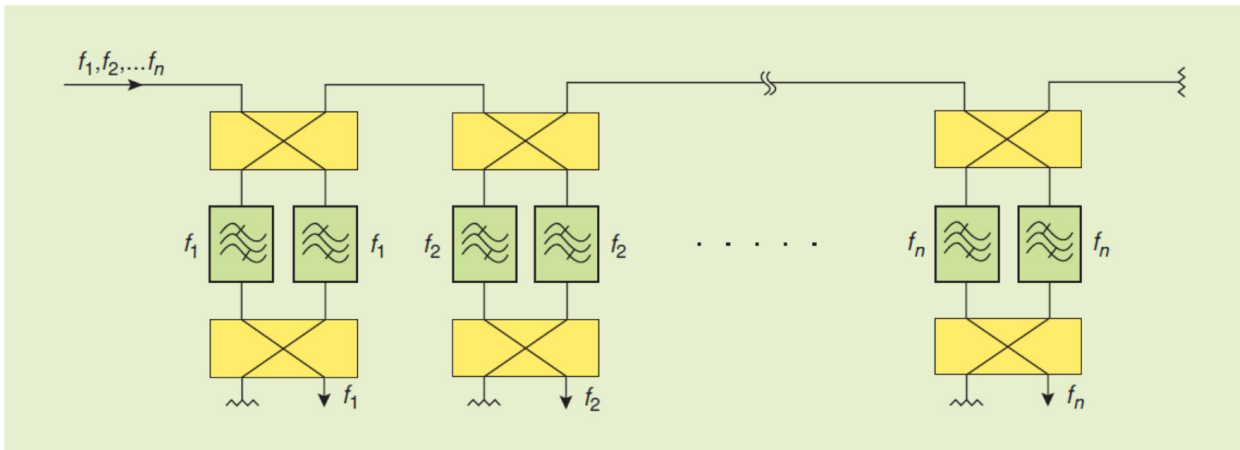 f1,f2,...fn
f1 f1 f2 f2 . . . . . fn fn
f1 f2 fn